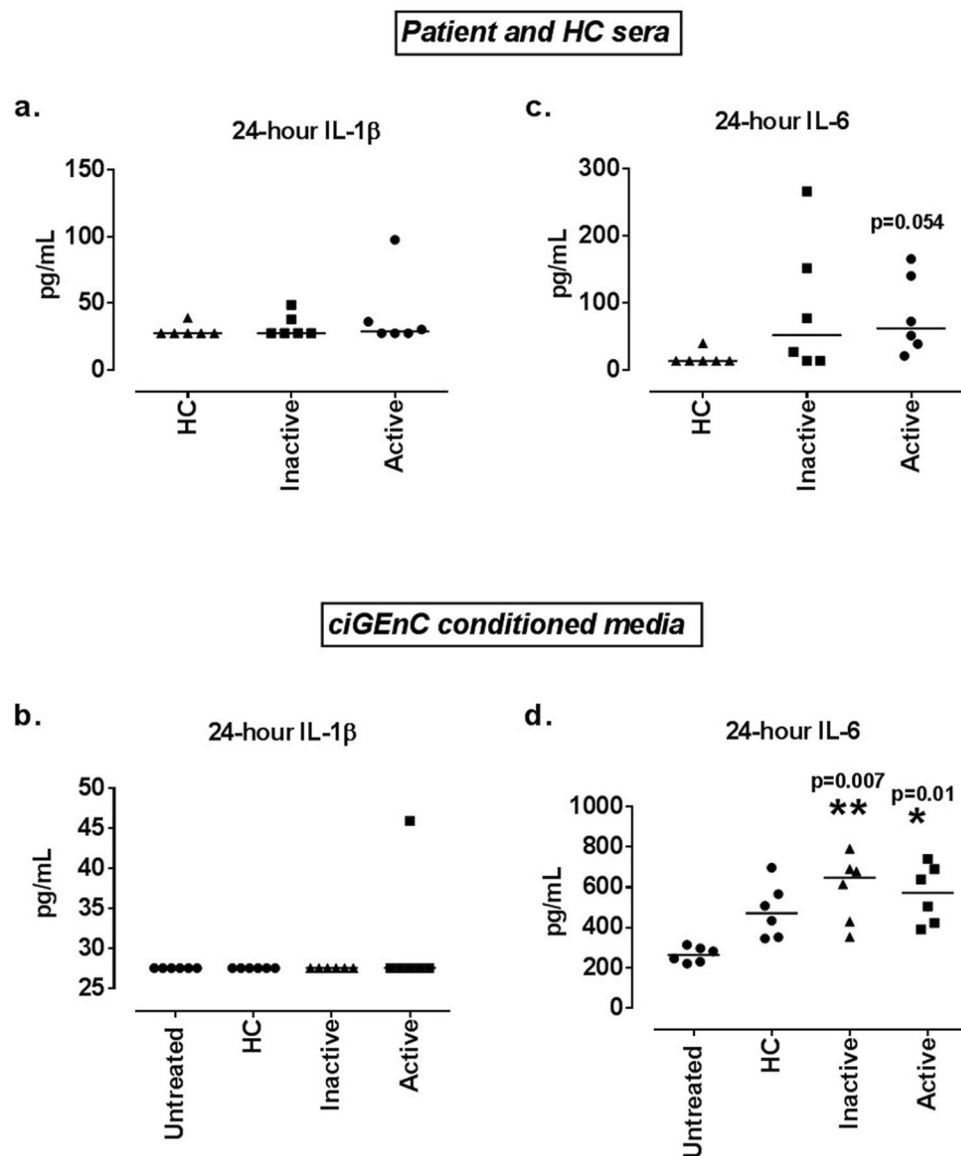 Patient and HC sera
a.
24-hour IL-1β
150
100
50
0
pg/mL
HC
Inactive
Active
c.
24-hour IL-6
300
200
100
0
pg/mL
p=0.054
HC
Inactive
Active
ciGEnC conditioned media
b.
24-hour IL-1β
50
45
40
35
30
25
pg/mL
Untreated
HC
Inactive
Active
d.
24-hour IL-6
1000
800
600
400
200
0
pg/mL
p=0.007
**
p=0.01
*
Untreated
HC
Inactive
Active